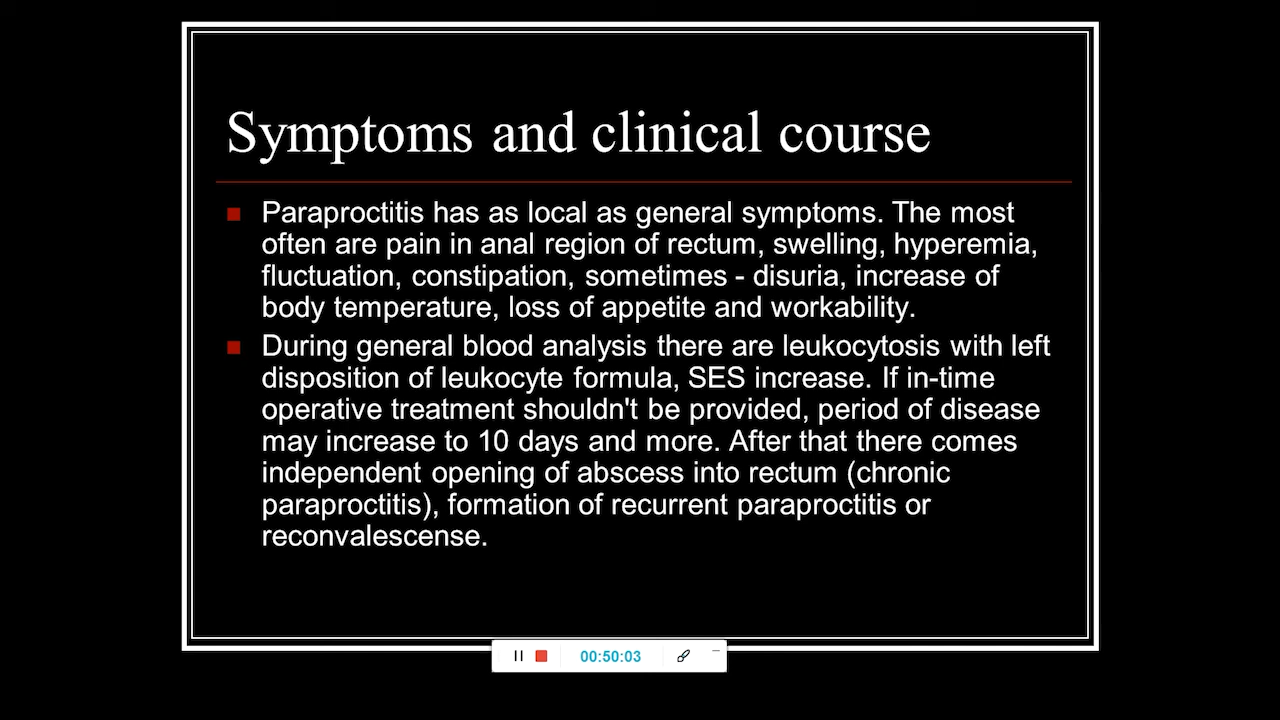 Symptoms and clinical course
Paraproctitis has as local as general symptoms. The most
often are pain in anal region of rectum, swelling, hyperemia,
fluctuation, constipation, sometimes - disuria, increase of
body temperature, loss of appetite and workability.
During general blood analysis there are leukocytosis with left
disposition of leukocyte formula, SES increase. If in-time
operative treatment shouldn't be provided, period of disease
may increase to 10 days and more. After that there comes
independent opening of abscess into rectum (chronic
paraproctitis), formation of recurrent paraproctitis or
reconvalescense.
00:50:03